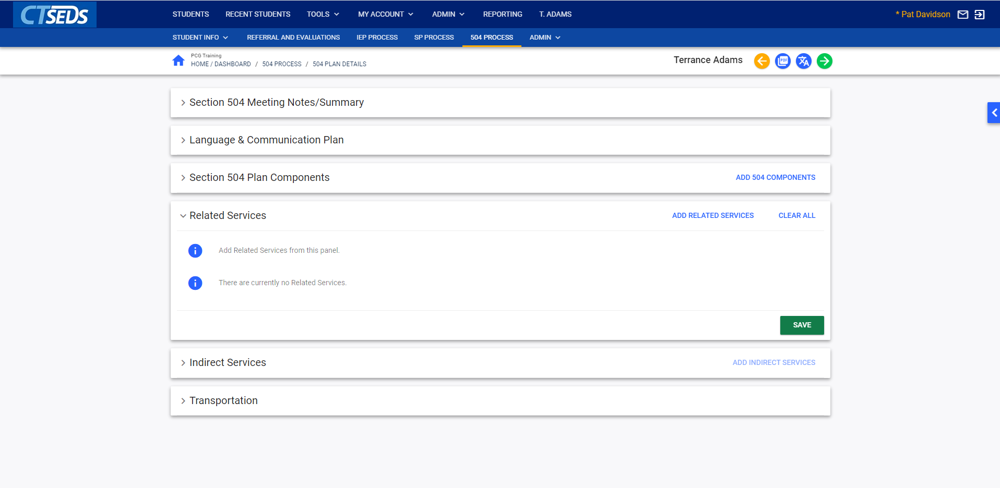 CTSEDS
STUDENTS RECENT STUDENTS TOOLS MY ACCOUNT ADMIN REPORTING T. ADAMS
* Pat Davidson
STUDENT INFO REFERRAL AND EVALUATIONS IEP PROCESS SP PROCESS 504 PROCESS ADMIN
PCG Training
HOME / DASHBOARD / 504 PROCESS / 504 PLAN DETAILS
Terrance Adams
PDF
Section 504 Meeting Notes/Summary
Language & Communication Plan
Section 504 Plan Components ADD 504 COMPONENTS
Related Services ADD RELATED SERVICES CLEAR ALL
Add Related Services from this panel.
There are currently no Related Services.
SAVE
Indirect Services ADD INDIRECT SERVICES
Transportation